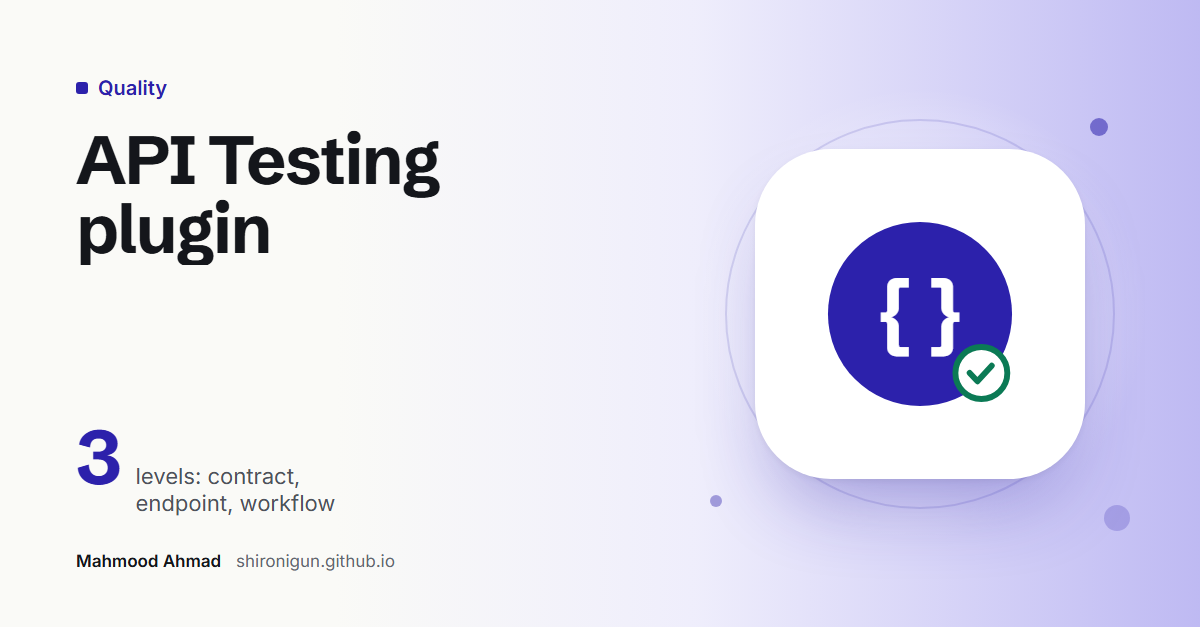 Quality
API Testing
plugin
{ }
3
levels: contract,
endpoint, workflow
Mahmood Ahmad shironigun.github.io